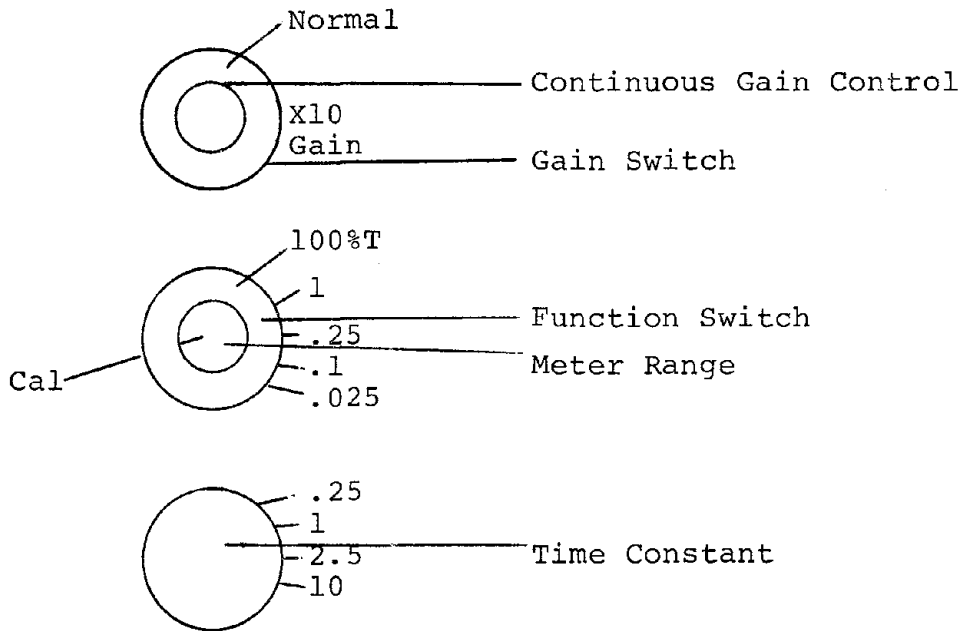 Normal
Continuous Gain Control
X10
Gain
Gain Switch
100%T
1
Function Switch
.25
Meter Range
.1
Cal
.025
.25
1
2.5
Time Constant
10